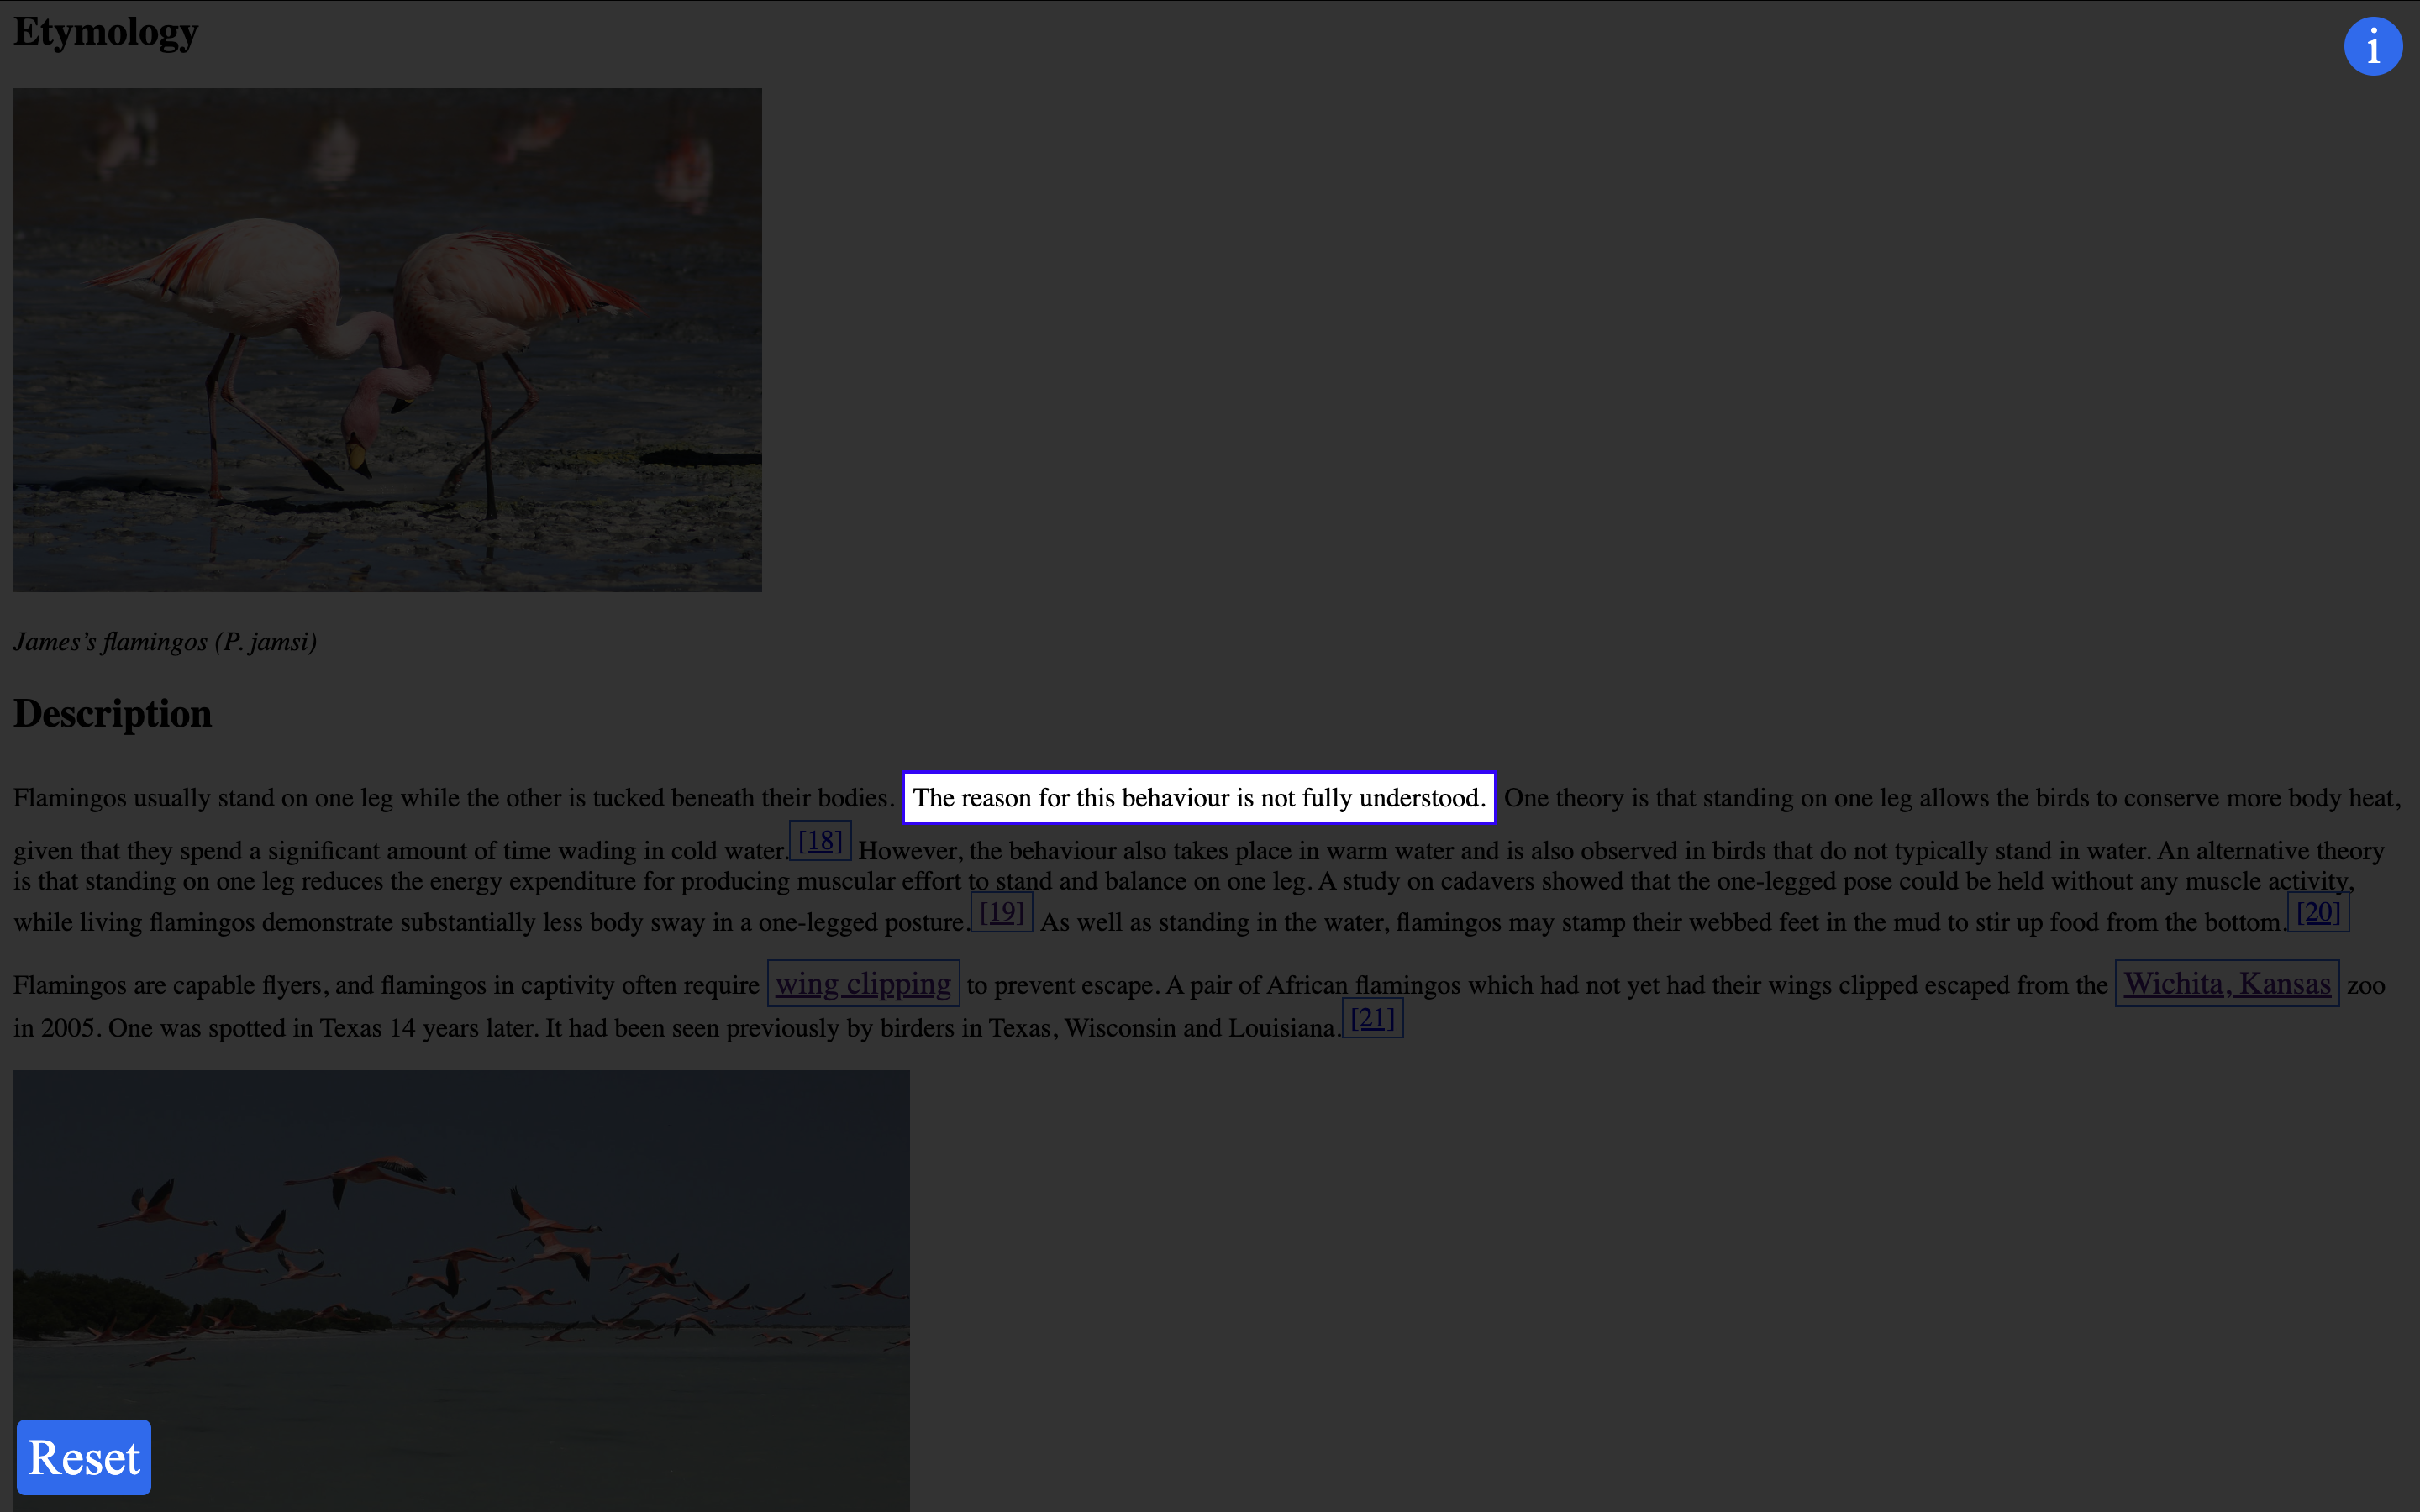 Etymology
i
James’s flamingos (P. jamsi)
Description
Flamingos usually stand on one leg while the other is tucked beneath their bodies. The reason for this behaviour is not fully understood. One theory is that standing on one leg allows the birds to conserve more body heat,
given that they spend a significant amount of time wading in cold water.[18] However, the behaviour also takes place in warm water and is also observed in birds that do not typically stand in water. An alternative theory
is that standing on one leg reduces the energy expenditure for producing muscular effort to stand and balance on one leg. A study on cadavers showed that the one-legged pose could be held without any muscle activity,
while living flamingos demonstrate substantially less body sway in a one-legged posture.[19] As well as standing in the water, flamingos may stamp their webbed feet in the mud to stir up food from the bottom.[20]
Flamingos are capable flyers, and flamingos in captivity often require wing clipping to prevent escape. A pair of African flamingos which had not yet had their wings clipped escaped from the Wichita, Kansas zoo
in 2005. One was spotted in Texas 14 years later. It had been seen previously by birders in Texas, Wisconsin and Louisiana.[21]
Reset